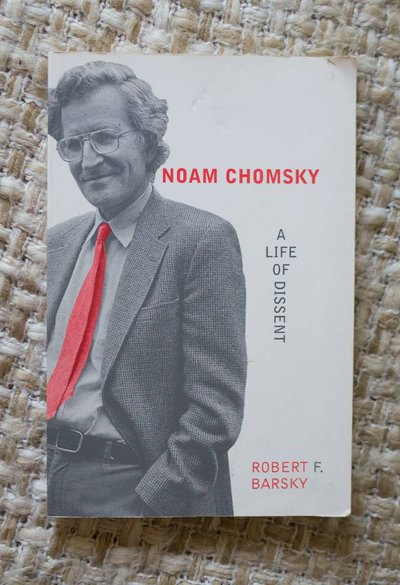 NOAM CHOMSKY
A
LIFE
OF
DISSENT
ROBERT F.
BARSKY